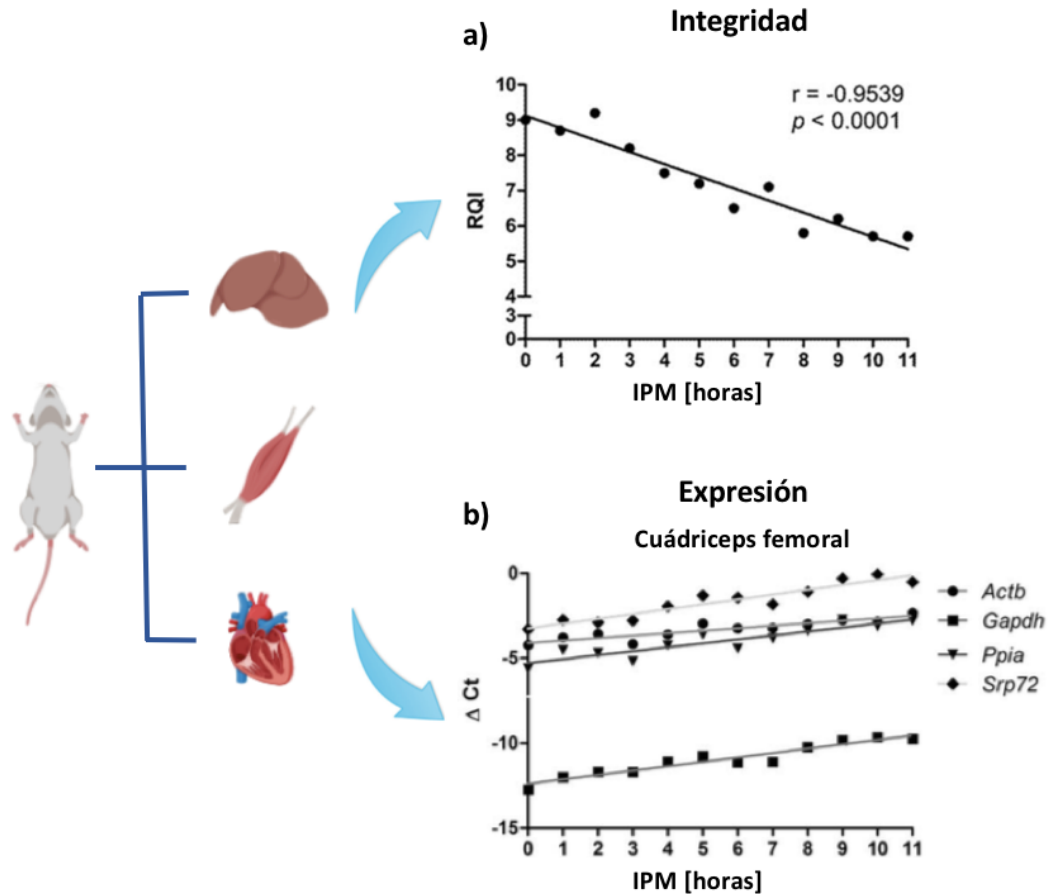 a)
Integridad
r = -0.9539
p < 0.0001
10
9
8
7
6
5
4
3
0
RQI
0 1 2 3 4 5 6 7 8 9 10 11
IPM [horas]
b)
Expresión
Cuádriceps femoral
0
-5
-10
-15
Δ Ct
Actb
Gapdh
Ppia
Srp72
0 1 2 3 4 5 6 7 8 9 10 11
IPM [horas]